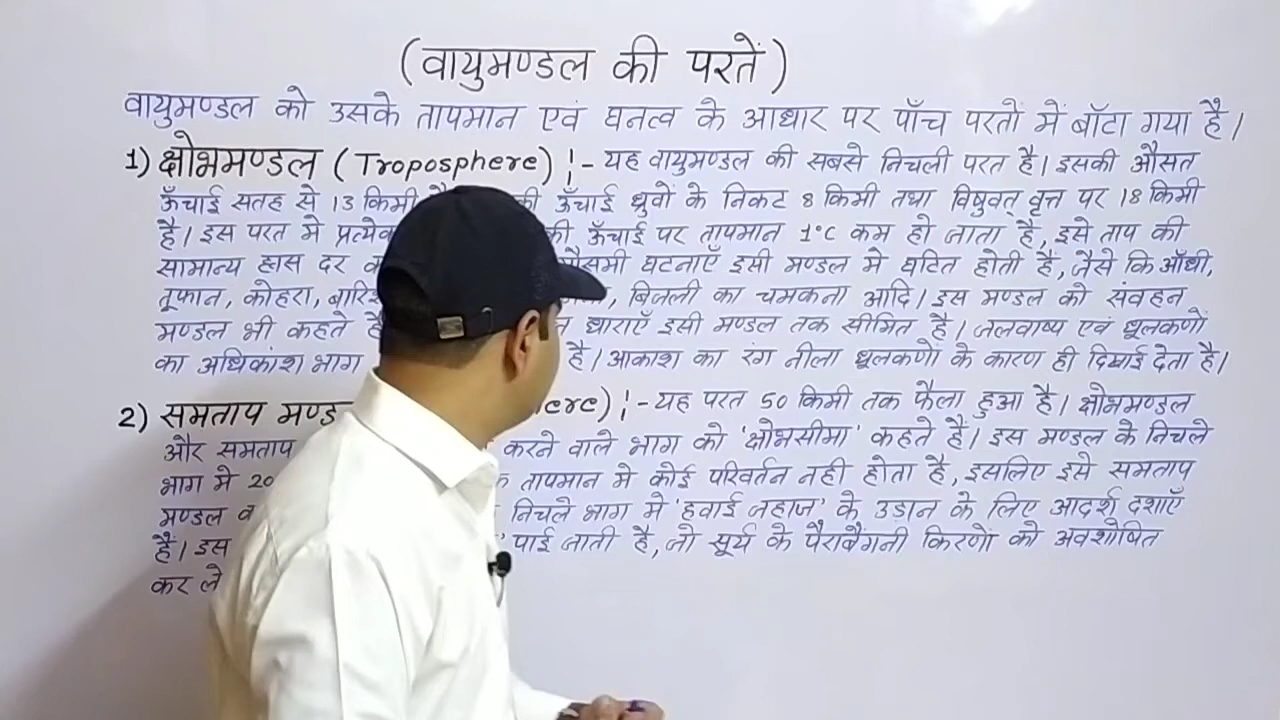 (वायुमण्डल की परतें)
वायुमण्डल को उसके तापमान एवं घनत्व के आधार पर पाँच परतों में बाँटा गया है।
1) क्षोभमण्डल (Troposphere) :- यह वायुमण्डल की सबसे निचली परत है। इसकी औसत
ऊँचाई सतह से 13 किमी की ऊँचाई ध्रुवों के निकट 8 किमी तथा विषुवत् वृत्त पर 18 किमी
है। इस परत मे प्रत्येक की ऊँचाई पर तापमान 1°C कम हो जाता है, इसे ताप की
सामान्य ह्रास दर मौसमी घटनाएँ इसी मण्डल मे घटित होती है, जैसे कि आँधी,
तूफान, कोहरा, बारिश बिजली का चमकना आदि। इस मण्डल को संवहन
मण्डल भी कहते धाराएँ इसी मण्डल तक सीमित है। जलवाष्प एवं धूलकणों
का अधिकांश भाग है। आकाश का रंग नीला धूलकणो के कारण ही दिखाई देता है।
2) समताप मण्ड ere) :- यह परत 50 किमी तक फैला हुआ है। क्षोभमण्डल
और समताप करने वाले भाग को 'क्षोभसीमा' कहते है। इस मण्डल के निचले
भाग मे 20 तापमान मे कोई परिवर्तन नही होता है, इसलिए इसे समताप
मण्डल निचले भाग मे 'हवाई जहाज' के उड़ान के लिए आदर्श दशाएँ
हैं। इस पाई जाती है, जो सूर्य के पैराबैगनी किरणों को अवशोषित
कर ले